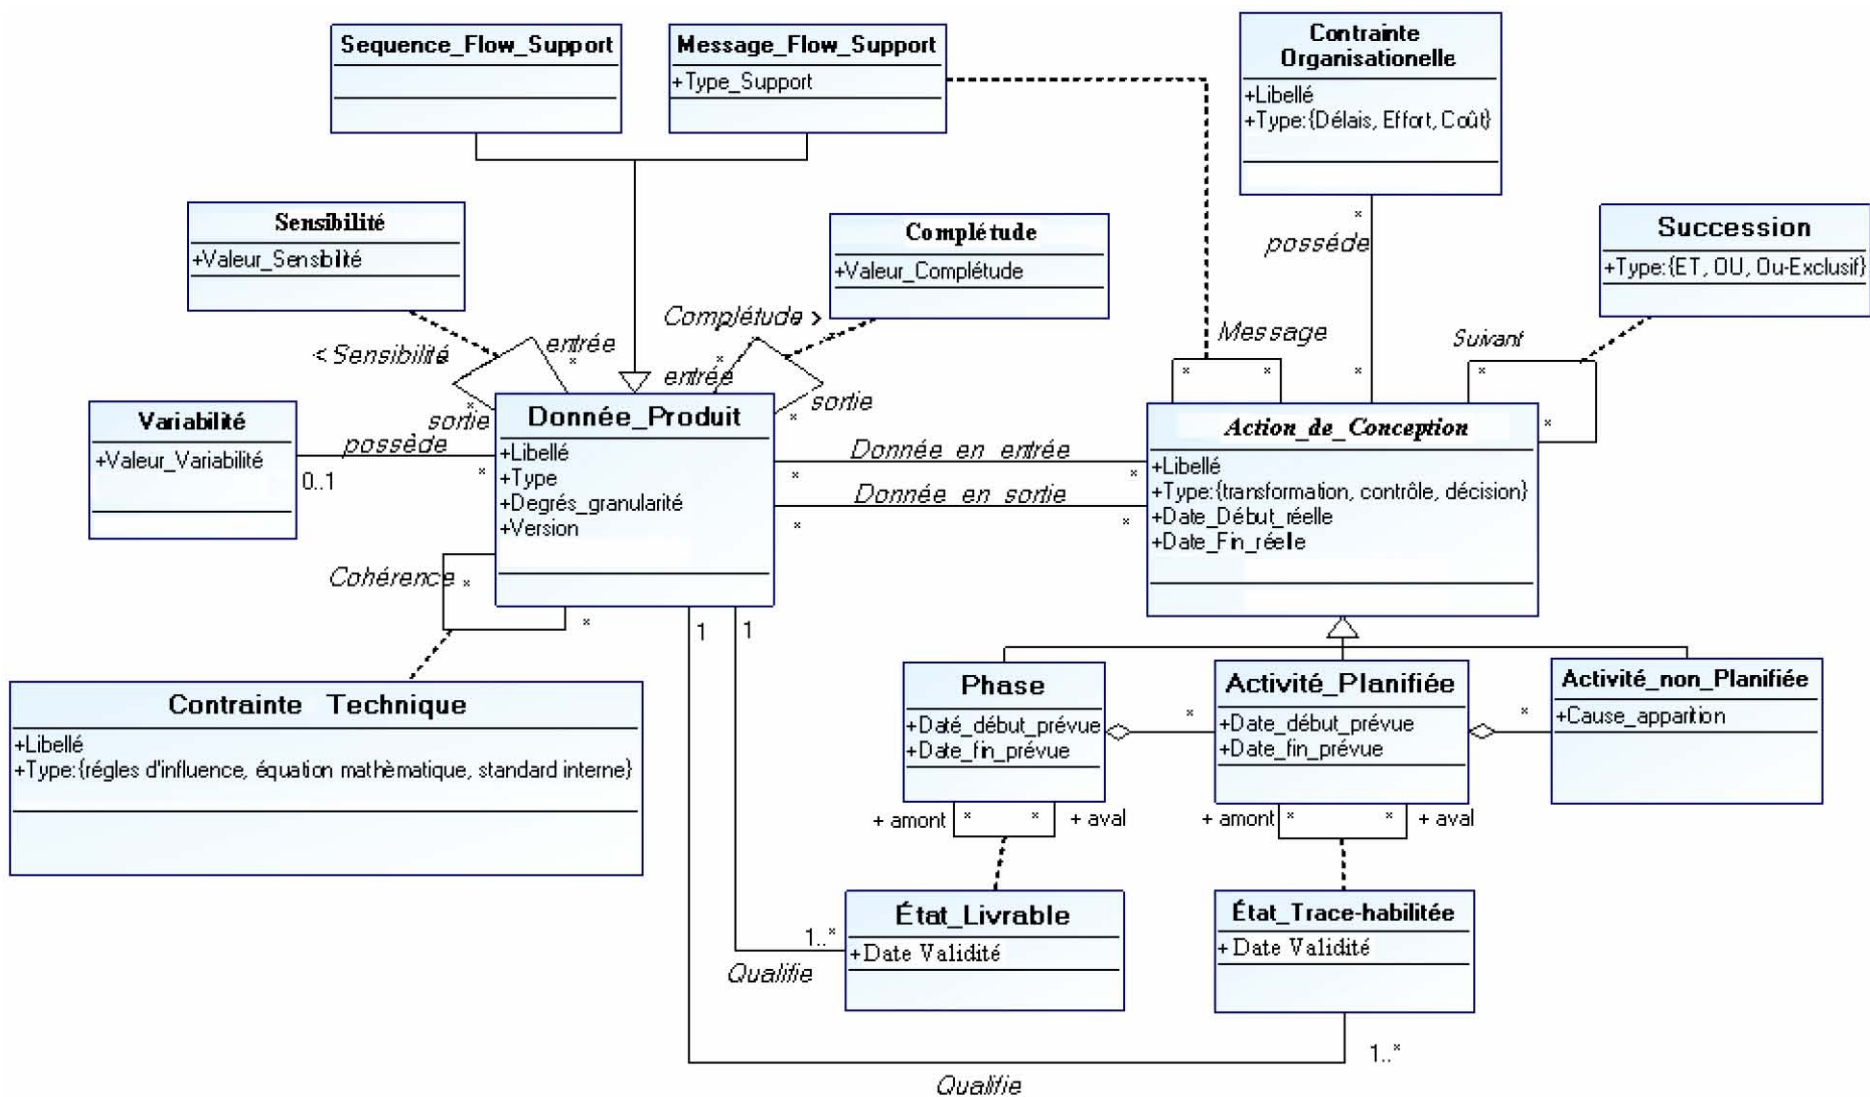 Sequence_Flow_Support
Message_Flow_Support
+Type_Support
Contrainte
Organisationelle
+Libellé
+Type:{Délais, Effort, Coût}
Sensibilité
+Valeur_Sensibilité
Complétude
+Valeur_Complétude
Succession
+Type:{ET, OU, Ou-Exclusif}
*
posséde
*
Complétude >
< Sensibilité
entrée
*
sortie
*
*
entrée
sortie
*
Message
*
*
Suivant
*
*
Variabilité
+Valeur_Variabilité
possède
0..1
*
Donnée_Produit
+Libellé
+Type
+Degrés_granularité
+Version
Donnée en entrée
*
*
Donnée en sortie
*
*
Action_de_Conception
+Libellé
+Type:{transformation, contrôle, décision}
+Date_Début_réelle
+Date_Fin_réelle
Cohérence
*
*
1
1
Contrainte Technique
+Libellé
+Type:{régles d'influence, équation mathèmatique, standard interne}
Phase
+Daté_début_prévue
+Date_fin_prévue
*
Activité_Planifiée
+Date_début_prévue
+Date_fin_prévue
*
Activité_non_Planifiée
+Cause_apparition
+ amont
*
*
+ aval
+ amont
*
*
+ aval
État_Livrable
+Date Validité
1..*
Qualifie
État_Trace-habilitée
+ Date Validité
1..*
Qualifie